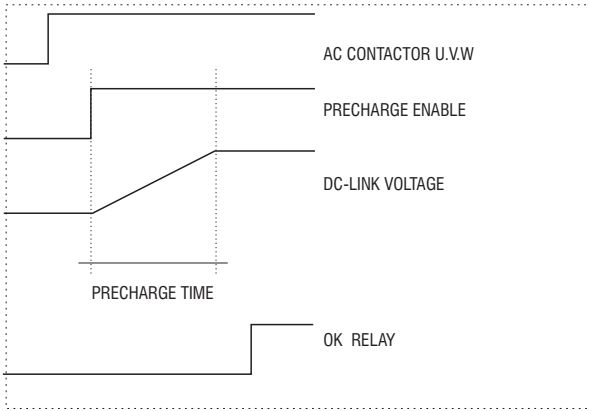 AC CONTACTOR U.V.W
PRECHARGE ENABLE
DC-LINK VOLTAGE
PRECHARGE TIME
OK RELAY